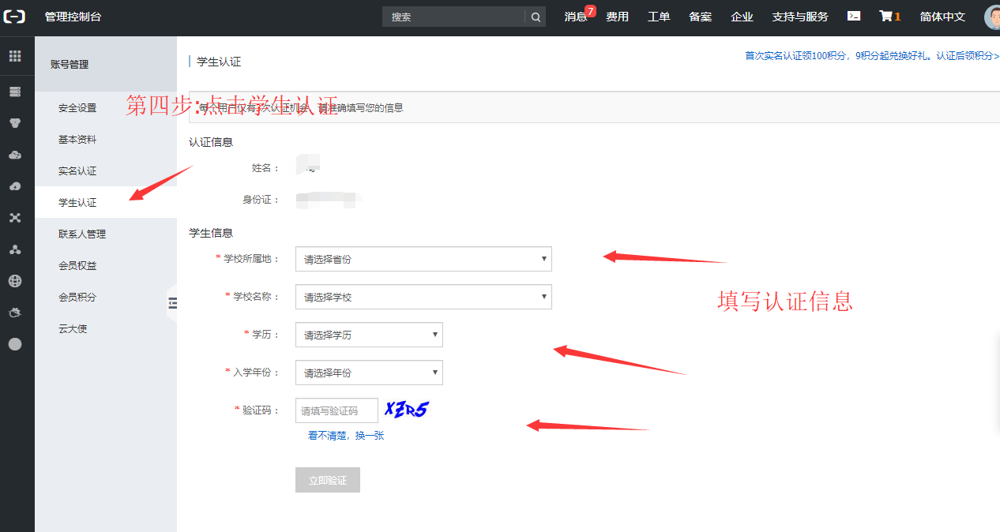 管理控制台
搜索
消息 7 费用 工单 备案 企业 支持与服务 1 简体中文
账号管理
安全设置
基本资料
实名认证
学生认证
联系人管理
会员权益
会员积分
云大使
学生认证
首次实名认证领100积分，9积分起兑换好礼。认证后领积分>
第四步:点击学生认证
每个用户仅有3次认证机会，请准确填写您的信息
认证信息
姓名：
身份证：
学生信息
* 学校所属地： 请选择省份
* 学校名称： 请选择学校
* 学历： 请选择学历
* 入学年份： 请选择年份
* 验证码： 请填写验证码 XZR5
看不清楚，换一张
立即验证
填写认证信息